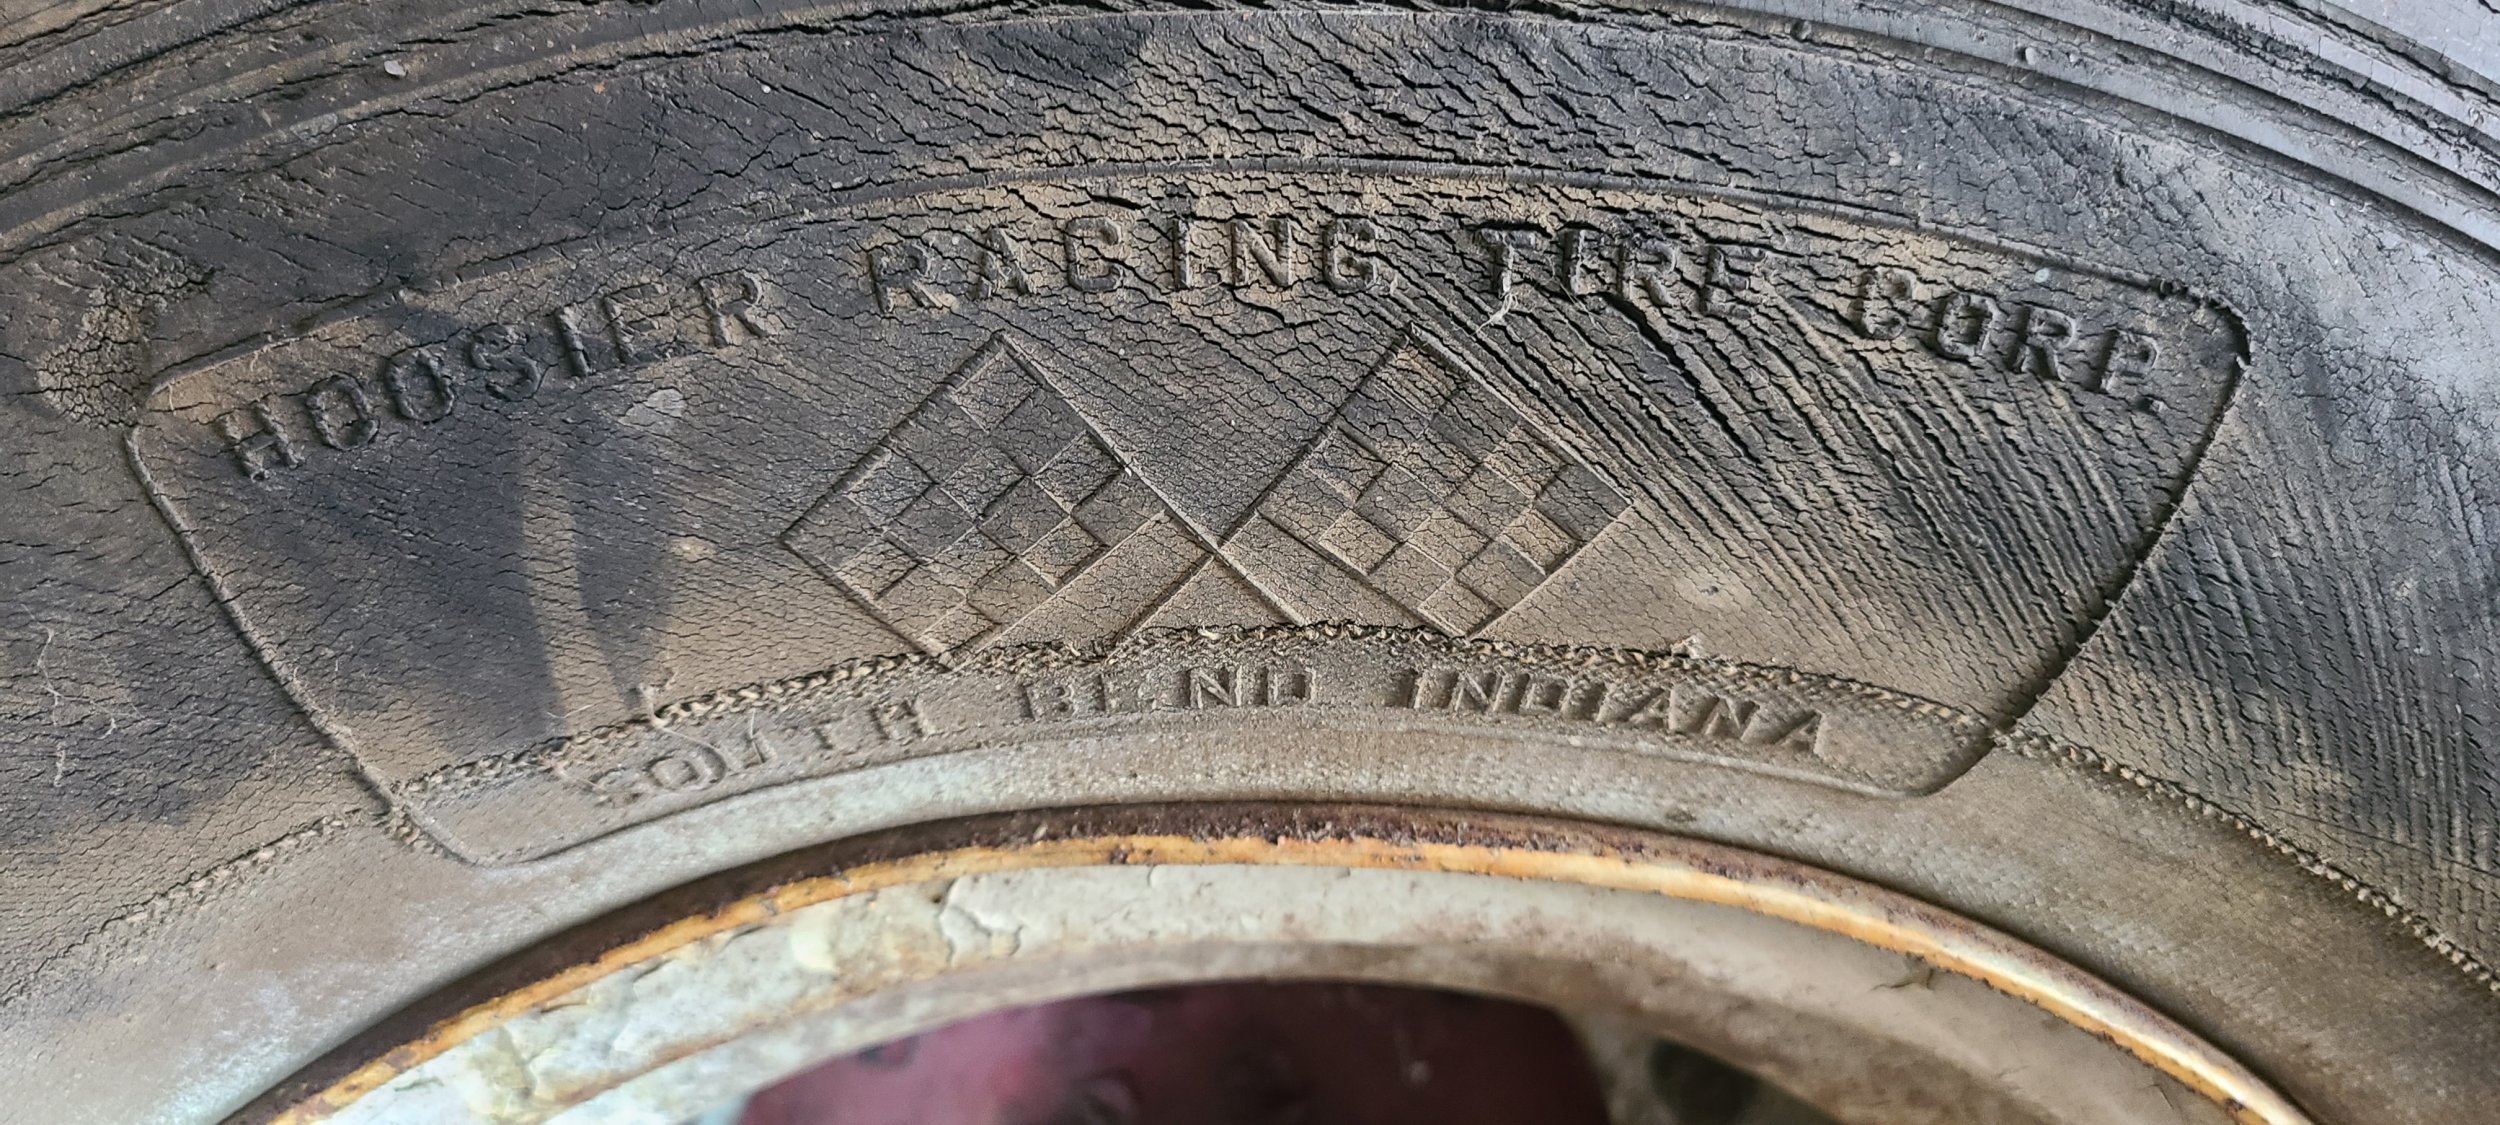 HOOSIER RACING TIRE CORP.
SOUTH BEND INDIANA